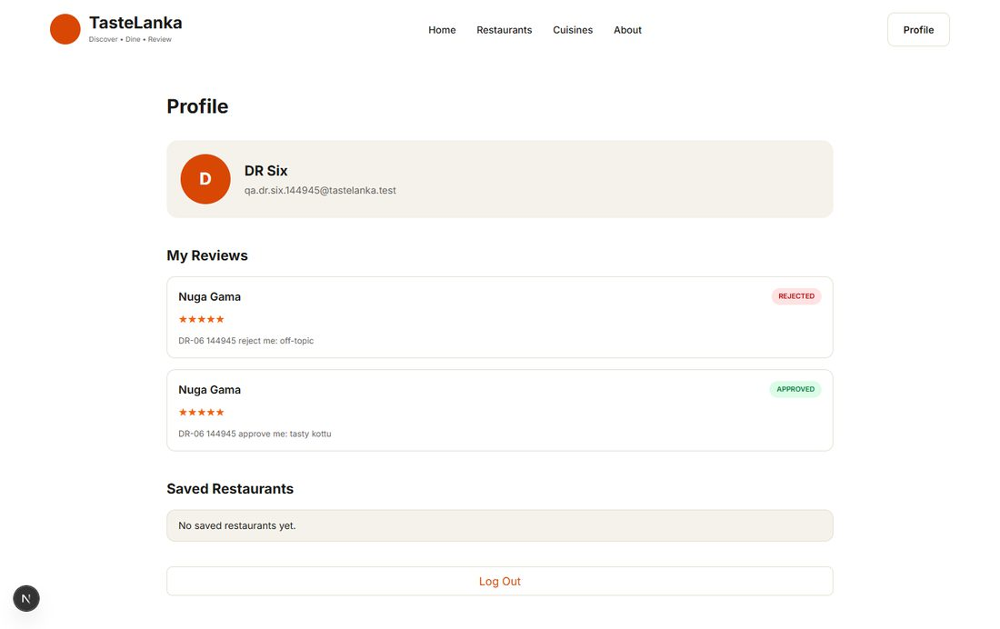 TasteLanka
Discover • Dine • Review
Home
Restaurants
Cuisines
About
Profile
Profile
D
DR Six
qa.dr.six.144945@tastelanka.test
My Reviews
Nuga Gama
REJECTED
★★★★★
DR-06 144945 reject me: off-topic
Nuga Gama
APPROVED
★★★★★
DR-06 144945 approve me: tasty kottu
Saved Restaurants
No saved restaurants yet.
Log Out
N